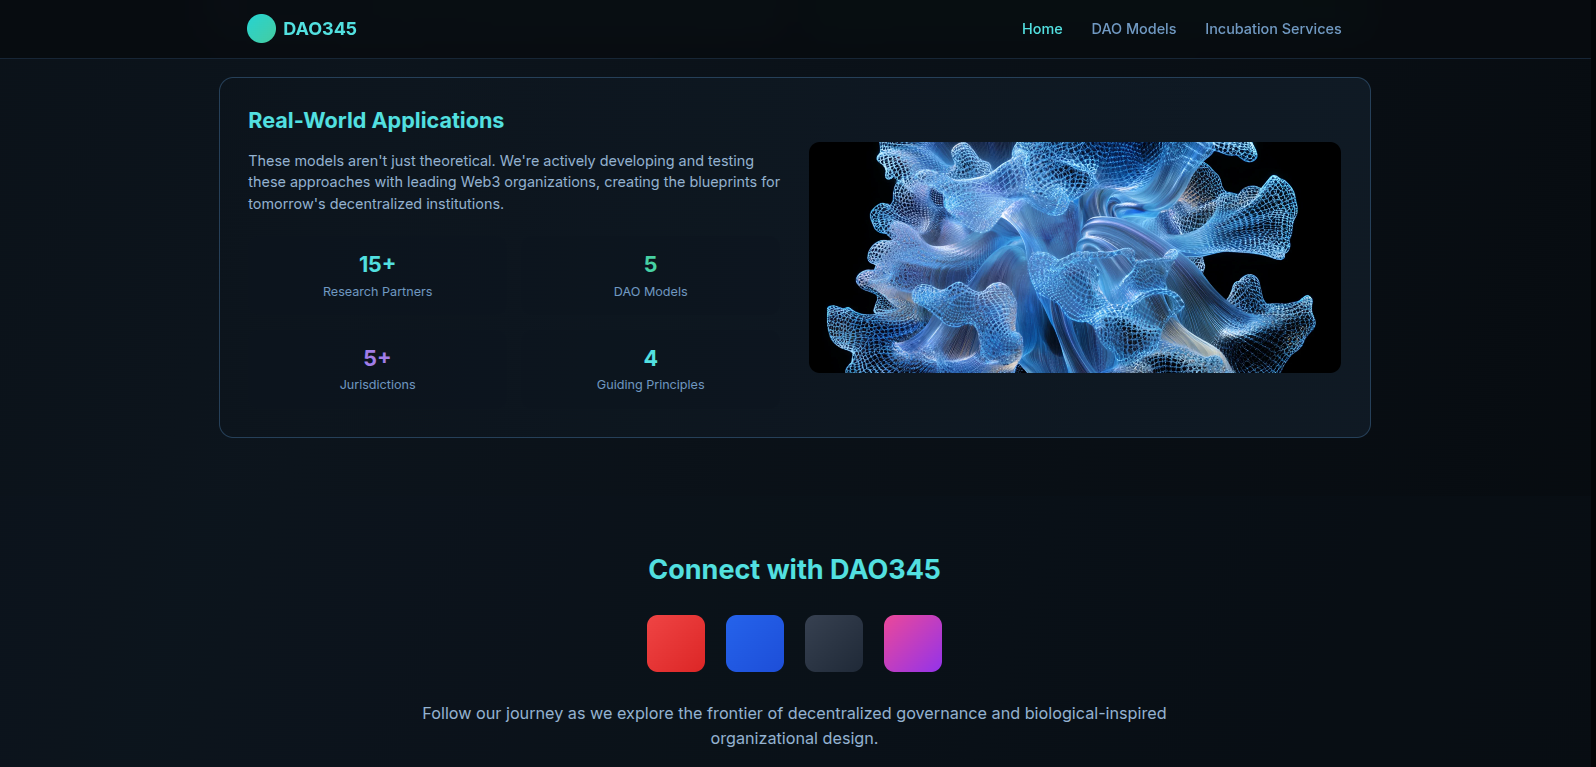 DAO345
Home
DAO Models
Incubation Services
Real-World Applications
These models aren't just theoretical. We're actively developing and testing
these approaches with leading Web3 organizations, creating the blueprints for
tomorrow's decentralized institutions.
15+
Research Partners
5
DAO Models
5+
Jurisdictions
4
Guiding Principles
Connect with DAO345
Follow our journey as we explore the frontier of decentralized governance and biological-inspired
organizational design.